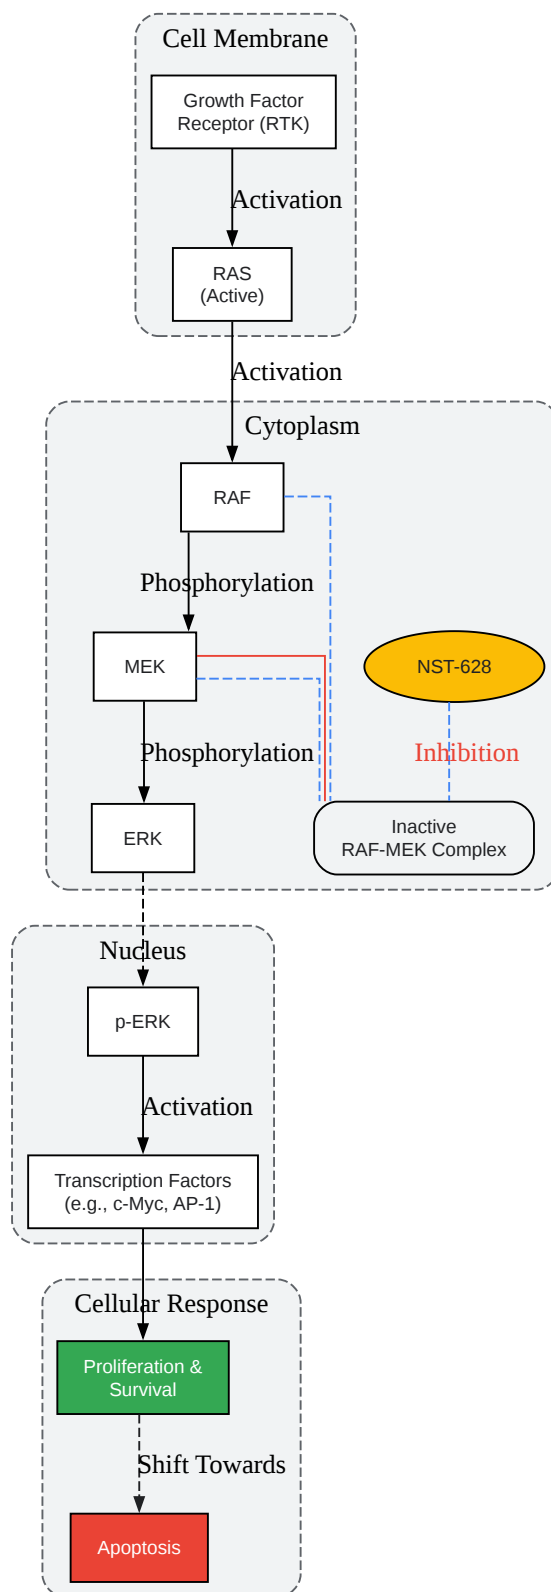 Cell Membrane
Growth Factor
Receptor (RTK)
Activation
RAS
(Active)
Activation
Cytoplasm
RAF
Phosphorylation
MEK
NST-628
Phosphorylation
Inhibition
ERK
Inactive
RAF-MEK Complex
Nucleus
p-ERK
Activation
Transcription Factors
(e.g., c-Myc, AP-1)
Cellular Response
Proliferation &
Survival
Shift Towards
Apoptosis